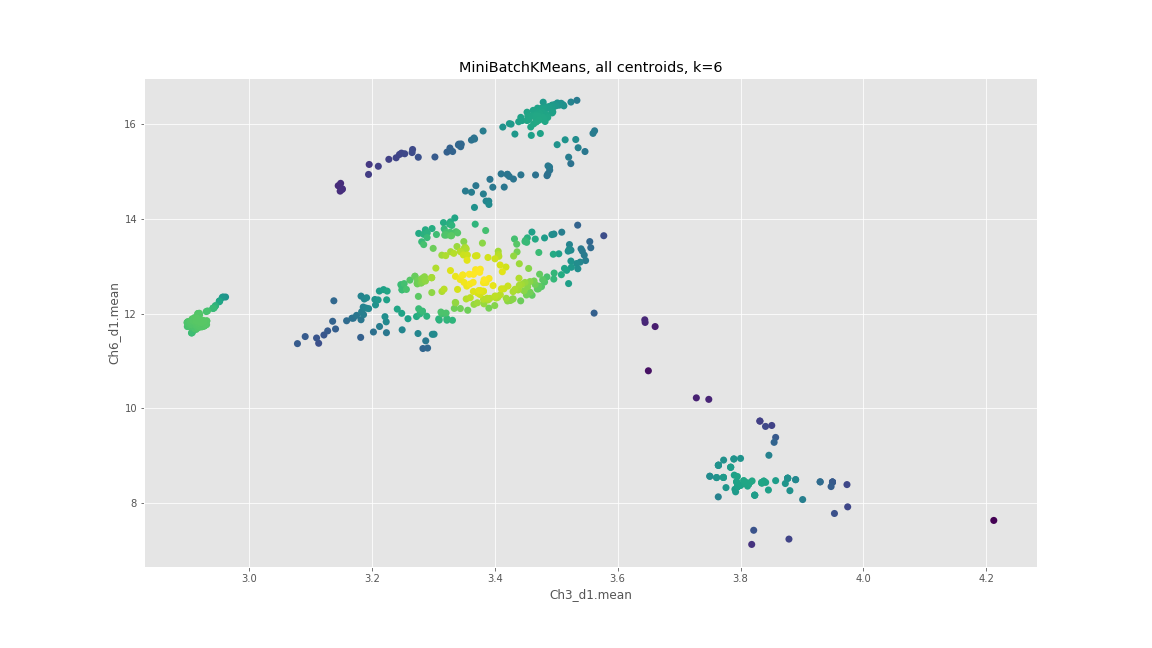 MiniBatchKMeans, all centroids, k=6
16
14
12
10
8
Ch6_d1.mean
3.0 3.2 3.4 3.6 3.8 4.0 4.2
Ch3_d1.mean